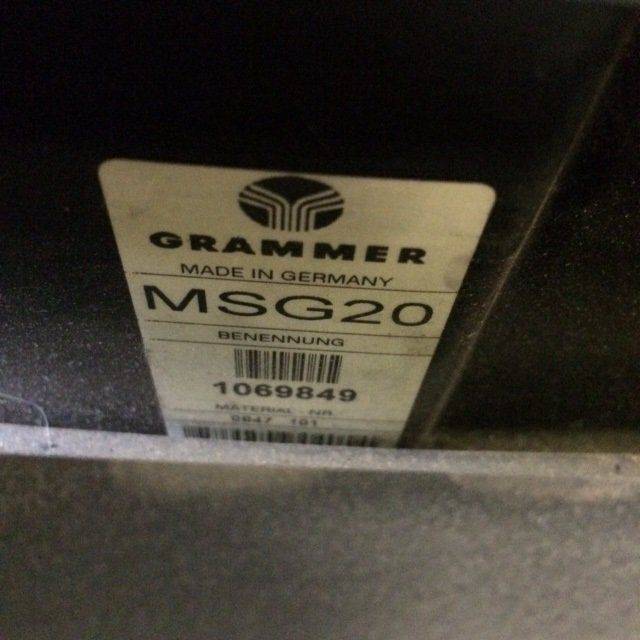 GRAMMER
MADE IN GERMANY
MSG20
BENENNUNG
1069849
MATERIAL NR.